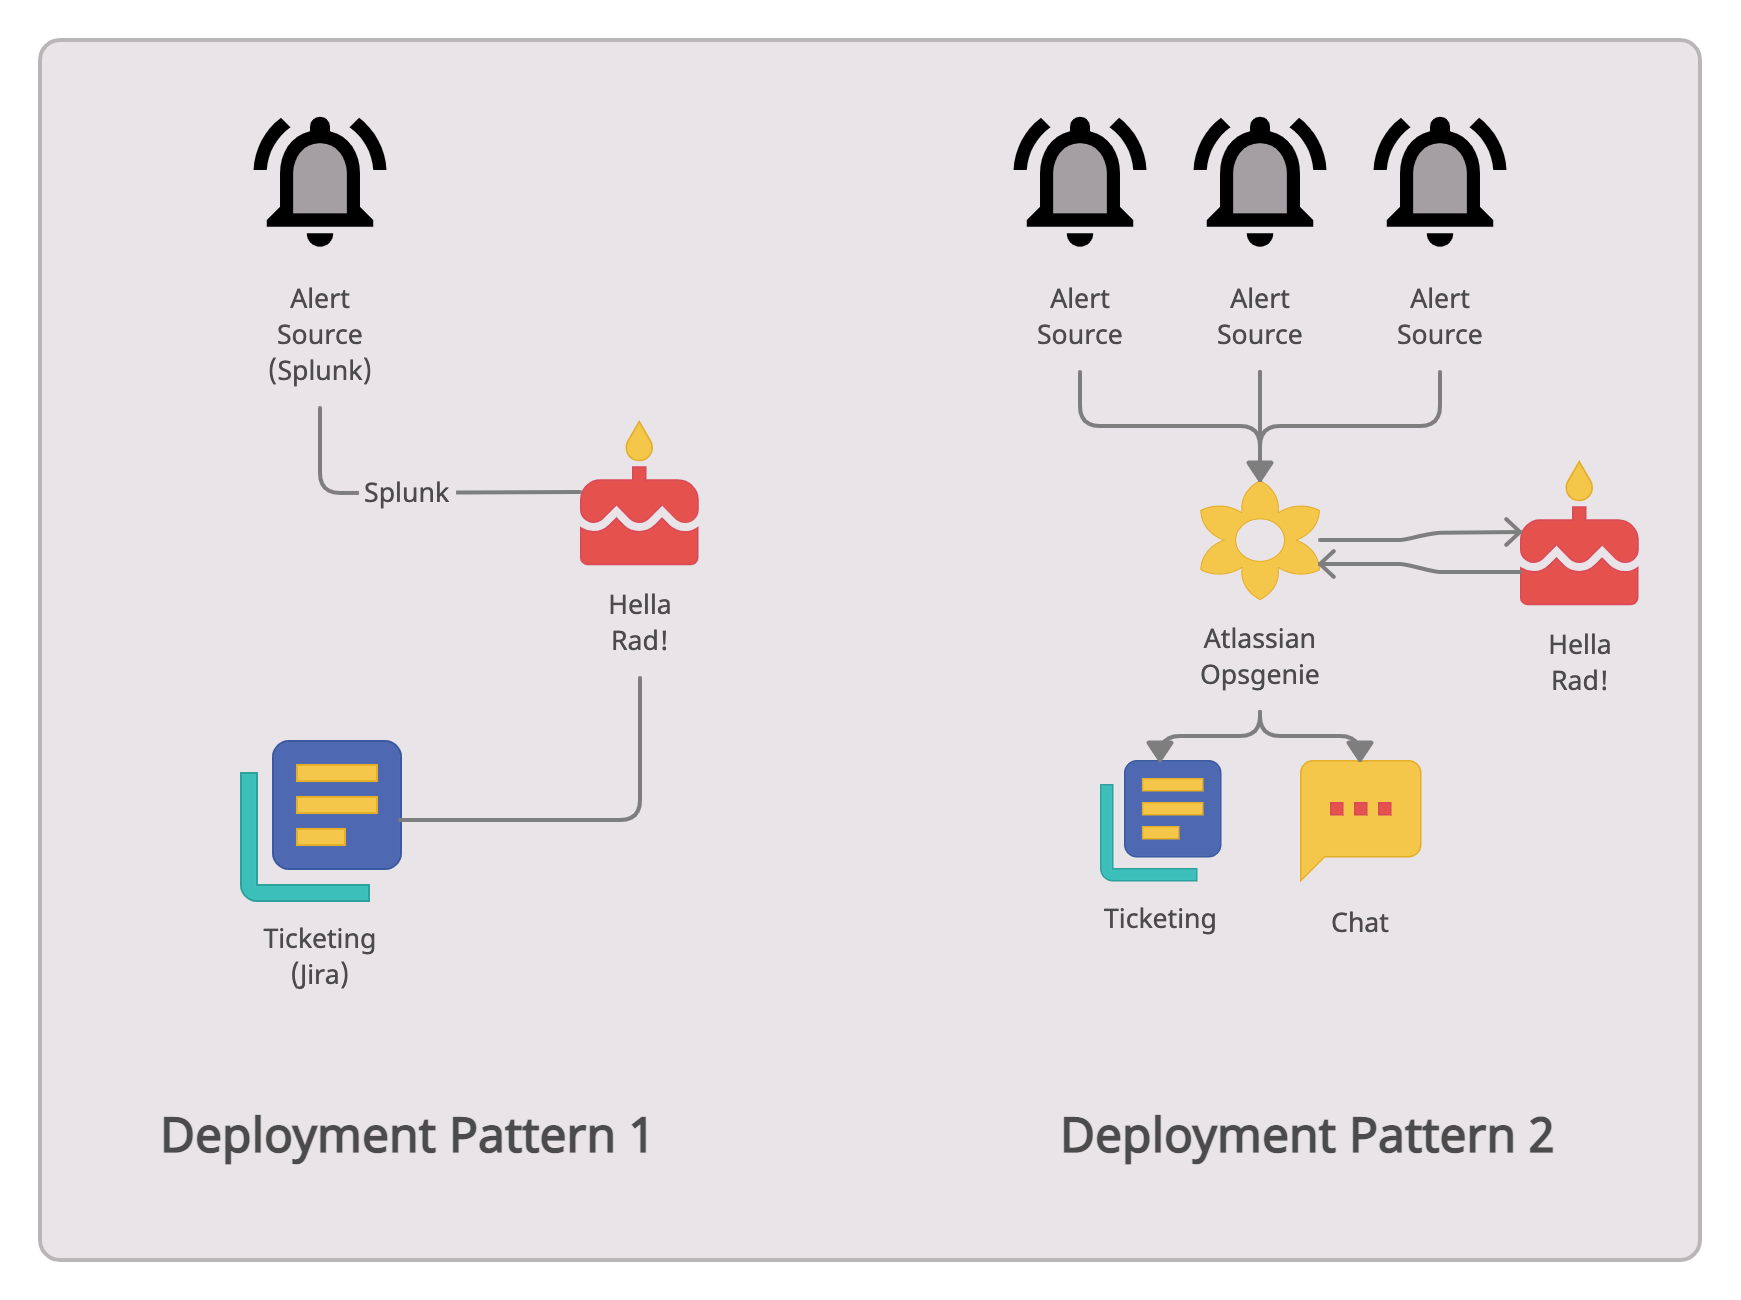 Alert
Source
(Splunk)
Splunk
Hella
Rad!
Ticketing
(Jira)
Deployment Pattern 1
Alert
Source
Alert
Source
Alert
Source
Atlassian
Opsgenie
Hella
Rad!
Ticketing
Chat
Deployment Pattern 2